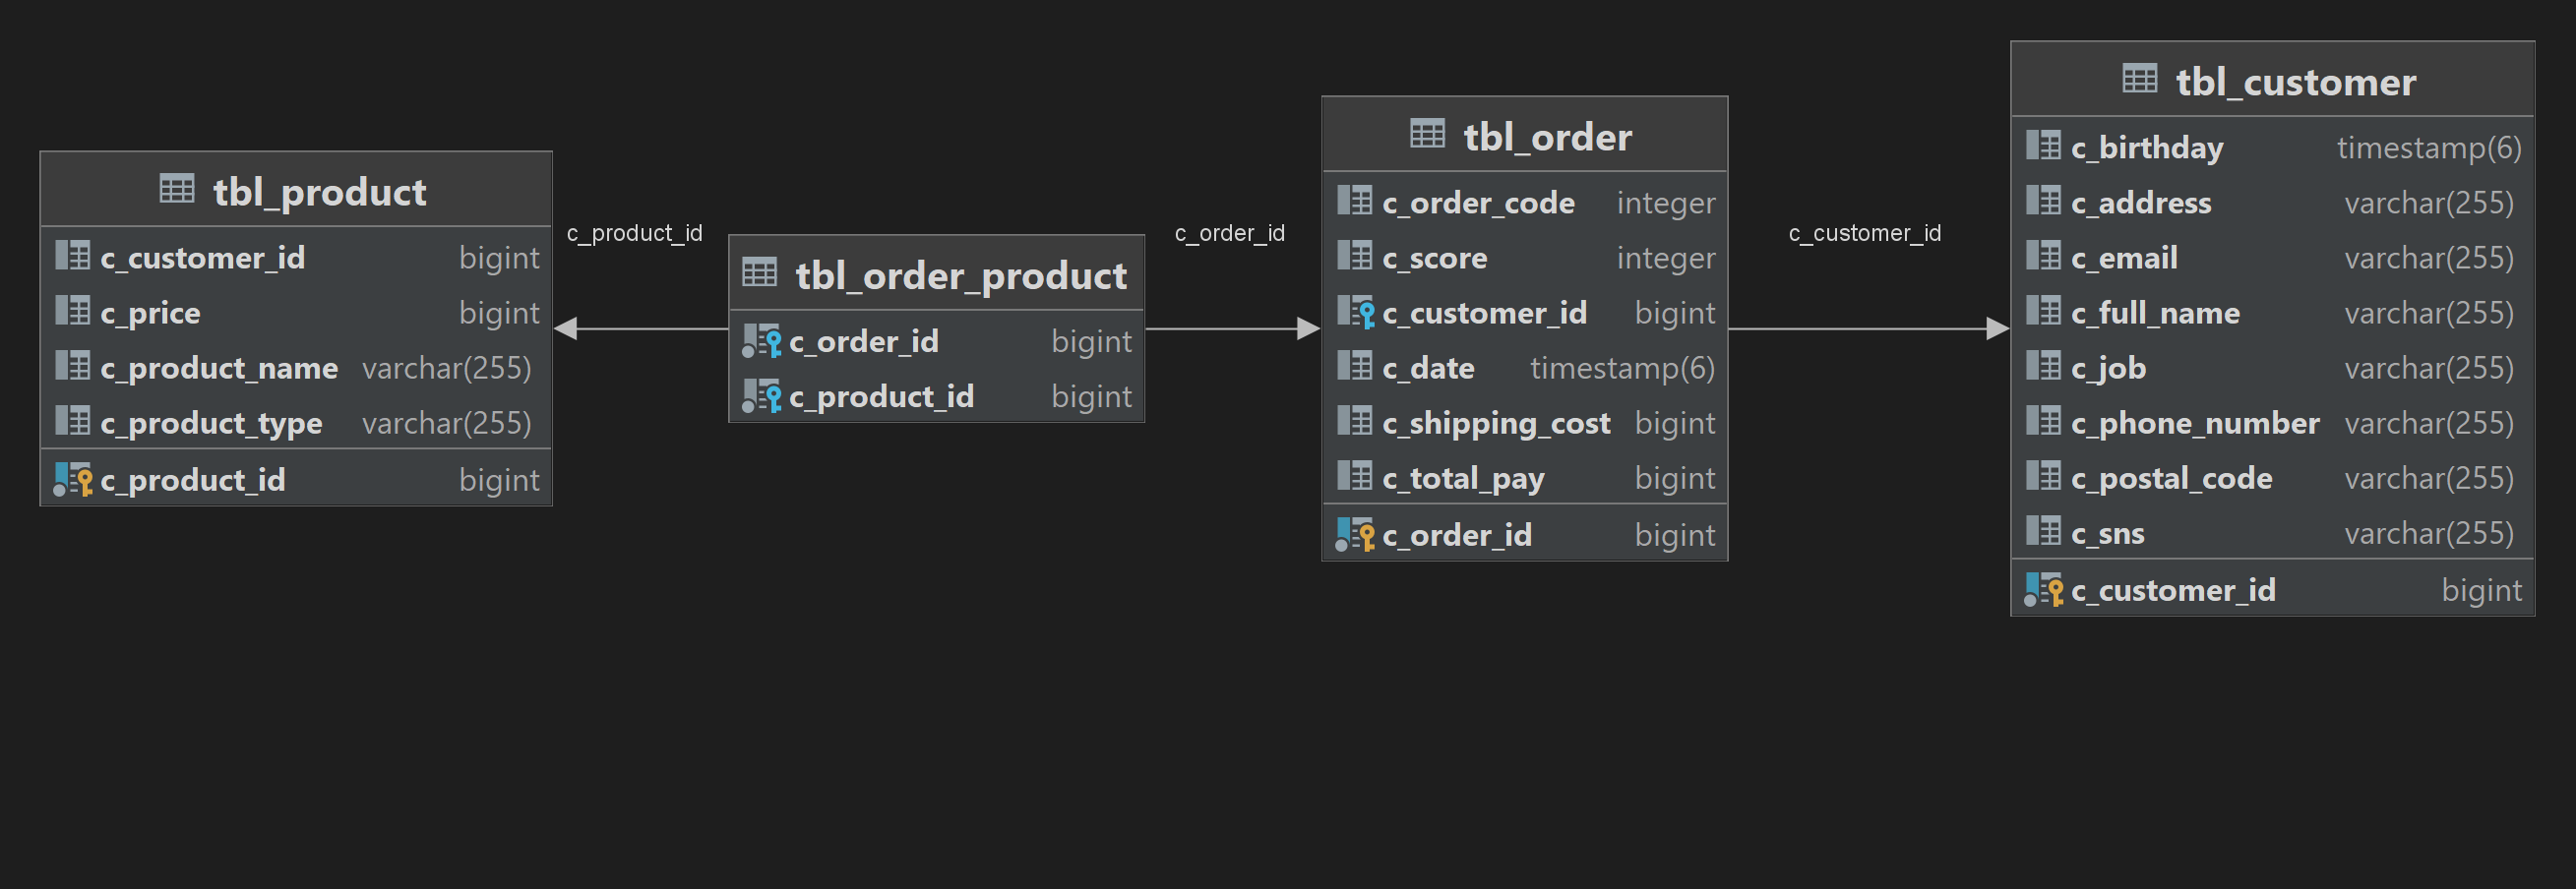 tbl_product
c_customer_id bigint
c_price bigint
c_product_name varchar(255)
c_product_type varchar(255)
c_product_id bigint
c_product_id
tbl_order_product
c_order_id bigint
c_product_id bigint
c_order_id
tbl_order
c_order_code integer
c_score integer
c_customer_id bigint
c_date timestamp(6)
c_shipping_cost bigint
c_total_pay bigint
c_order_id bigint
c_customer_id
tbl_customer
c_birthday timestamp(6)
c_address varchar(255)
c_email varchar(255)
c_full_name varchar(255)
c_job varchar(255)
c_phone_number varchar(255)
c_postal_code varchar(255)
c_sns varchar(255)
c_customer_id bigint